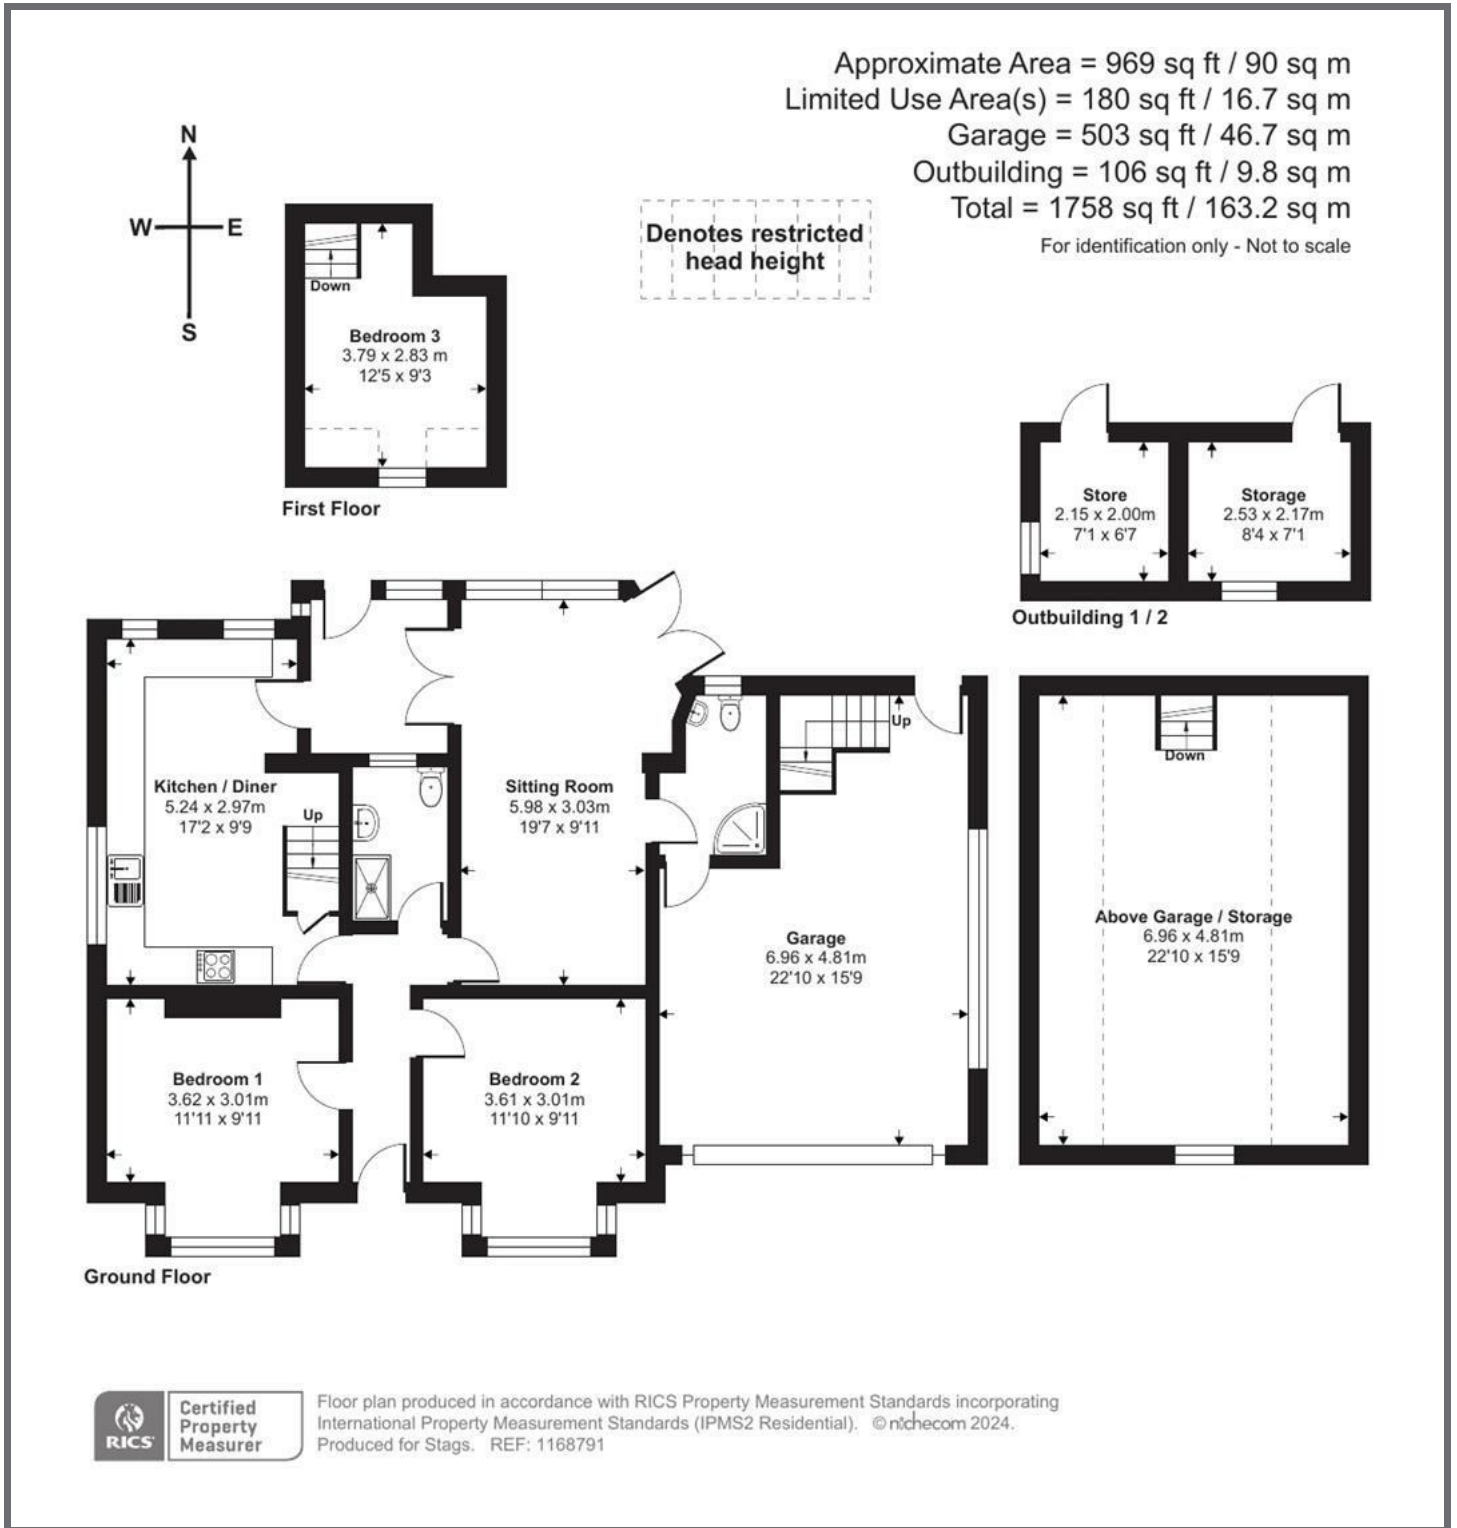 Approximate Area = 969 sq ft / 90 sq m
Limited Use Area(s) = 180 sq ft / 16.7 sq m
Garage = 503 sq ft / 46.7 sq m
Outbuilding = 106 sq ft / 9.8 sq m
Total = 1758 sq ft / 163.2 sq m
For identification only - Not to scale
N
W
E
S
Denotes restricted
head height
Down
Bedroom 3
3.79 x 2.83 m
12'5 x 9'3
First Floor
Store
2.15 x 2.00m
7'1 x 6'7
Storage
2.53 x 2.17m
8'4 x 7'1
Outbuilding 1 / 2
Kitchen / Diner
5.24 x 2.97m
17'2 x 9'9
Up
Sitting Room
5.98 x 3.03m
19'7 x 9'11
Up
Garage
6.96 x 4.81m
22'10 x 15'9
Down
Above Garage / Storage
6.96 x 4.81m
22'10 x 15'9
Bedroom 1
3.62 x 3.01m
11'11 x 9'11
Bedroom 2
3.61 x 3.01m
11'10 x 9'11
Ground Floor
RICS
Certified
Property
Measurer
Floor plan produced in accordance with RICS Property Measurement Standards incorporating
International Property Measurement Standards (IPMS2 Residential). © nichecom 2024.
Produced for Stags. REF: 1168791